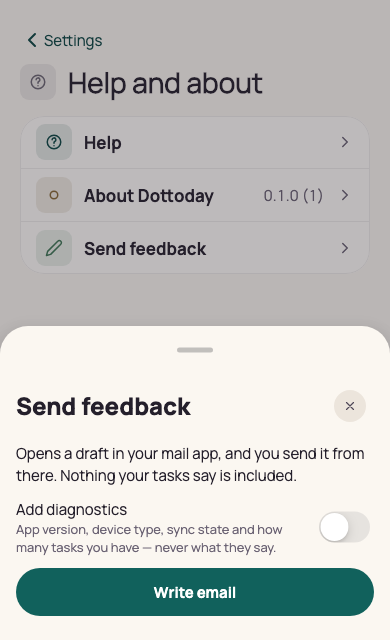 Settings
Help and about
Help
About Dottoday 0.1.0 (1)
Send feedback
Send feedback
Opens a draft in your mail app, and you send it from
there. Nothing your tasks say is included.
Add diagnostics
App version, device type, sync state and how
many tasks you have — never what they say.
Write email